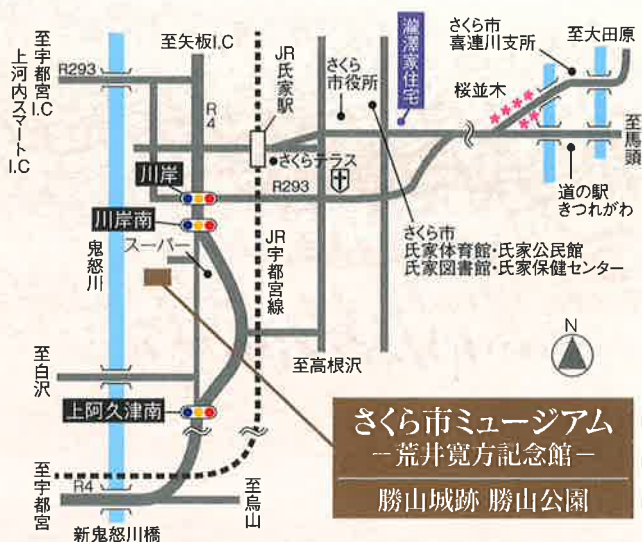 至宇都宮I.C
上河内スマートI.C
R293
至矢板I.C
R4
JR氏家駅
さくら
市役所
瀧澤家住宅
さくら市
喜連川支所
至大田原
桜並木
至馬頭
道の駅
きつれがわ
さくらテラス
R293
川岸
川岸南
スーパー
鬼怒川
JR宇都宮線
さくら市
氏家体育館・氏家公民館
氏家図書館・氏家保健センター
至高根沢
N
至白沢
上阿久津南
さくら市ミュージアム
－荒井寛方記念館－
勝山城跡 勝山公園
至宇都宮
R4
新鬼怒川橋
至烏山